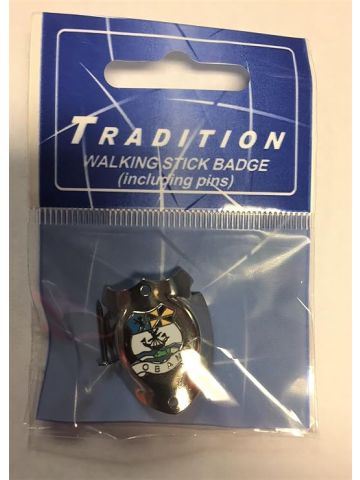 TRADITION
WALKING STICK BADGE
(including pins)
OBAN